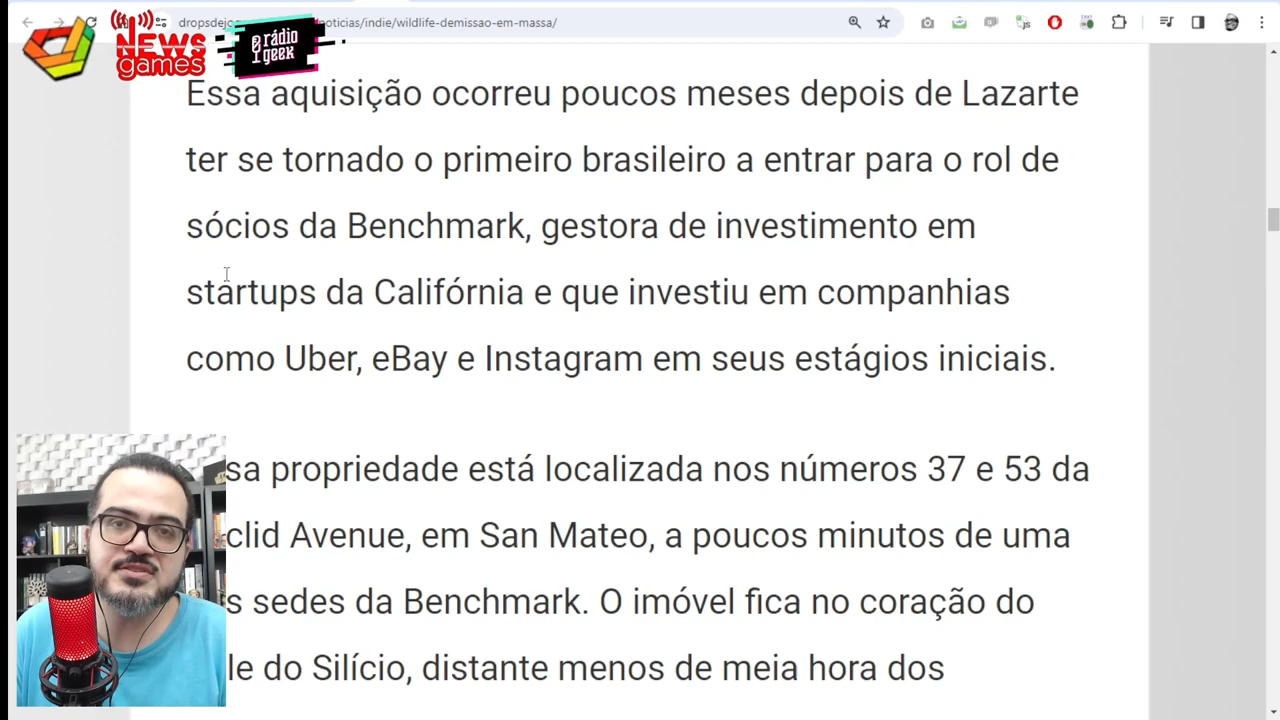 dropsdejo
noticias/indie/wildlife-demissao-em-massa/
NEWS
games
rádio
geek
Essa aquisição ocorreu poucos meses depois de Lazarte
ter se tornado o primeiro brasileiro a entrar para o rol de
sócios da Benchmark, gestora de investimento em
startups da Califórnia e que investiu em companhias
como Uber, eBay e Instagram em seus estágios iniciais.
sa propriedade está localizada nos números 37 e 53 da
clid Avenue, em San Mateo, a poucos minutos de uma
s sedes da Benchmark. O imóvel fica no coração do
le do Silício, distante menos de meia hora dos